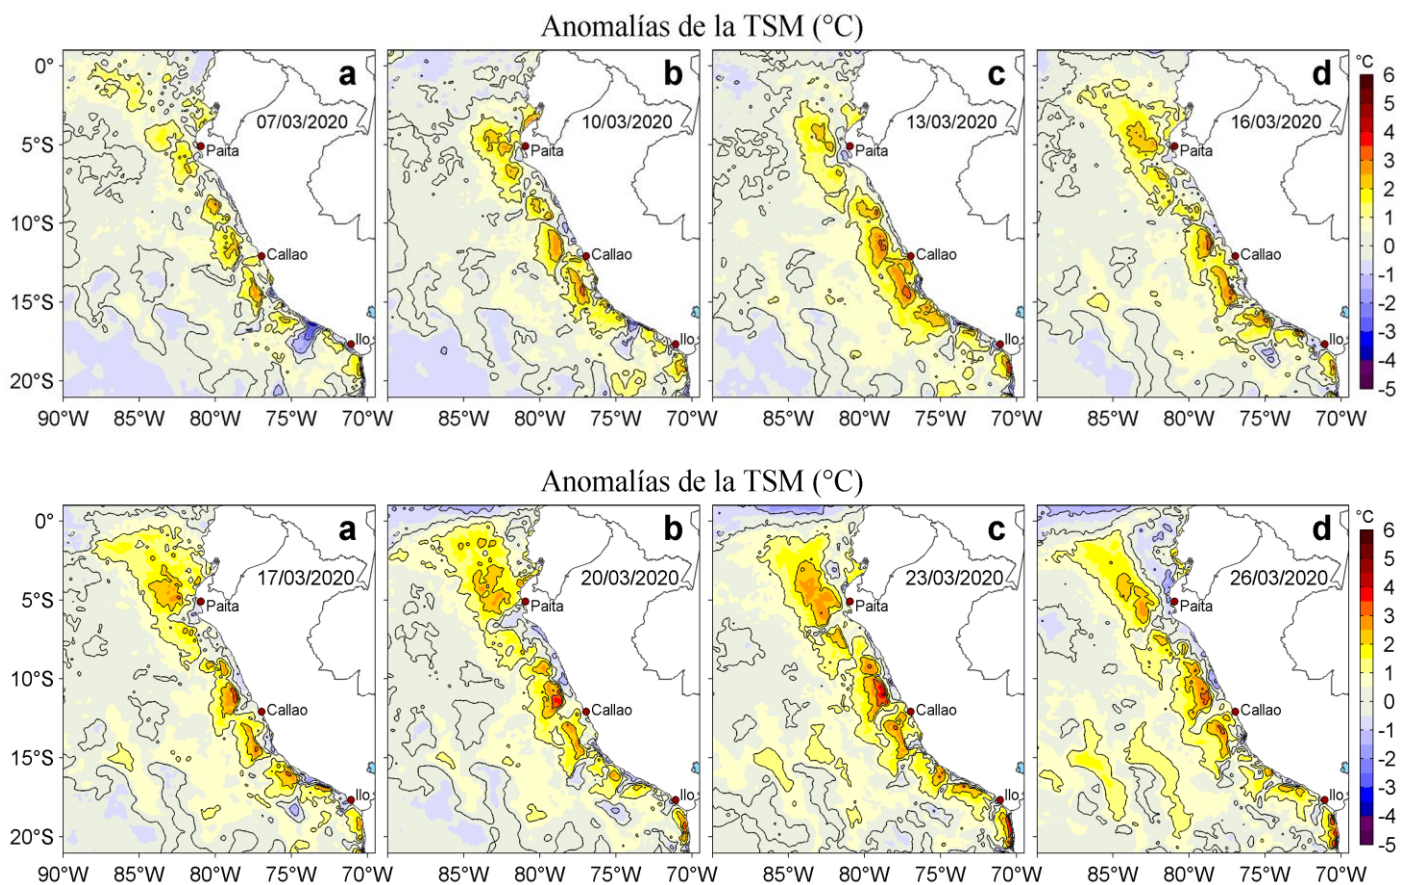 Anomalías de la TSM (°C)
a b c d
07/03/2020 10/03/2020 13/03/2020 16/03/2020
Paita Paita Paita Paita
Callao Callao Callao Callao
Ilo Ilo Ilo Ilo
0° 5°S 10°S 15°S 20°S
90°W 85°W 80°W 75°W 70°W 85°W 80°W 75°W 70°W 85°W 80°W 75°W 70°W 85°W 80°W 75°W 70°W
°C
6 5 4 3 2 1 0 -1 -2 -3 -4 -5
Anomalías de la TSM (°C)
a b c d
17/03/2020 20/03/2020 23/03/2020 26/03/2020
Paita Paita Paita Paita
Callao Callao Callao Callao
Ilo Ilo Ilo Ilo
0° 5°S 10°S 15°S 20°S
90°W 85°W 80°W 75°W 70°W 85°W 80°W 75°W 70°W 85°W 80°W 75°W 70°W 85°W 80°W 75°W 70°W
°C
6 5 4 3 2 1 0 -1 -2 -3 -4 -5